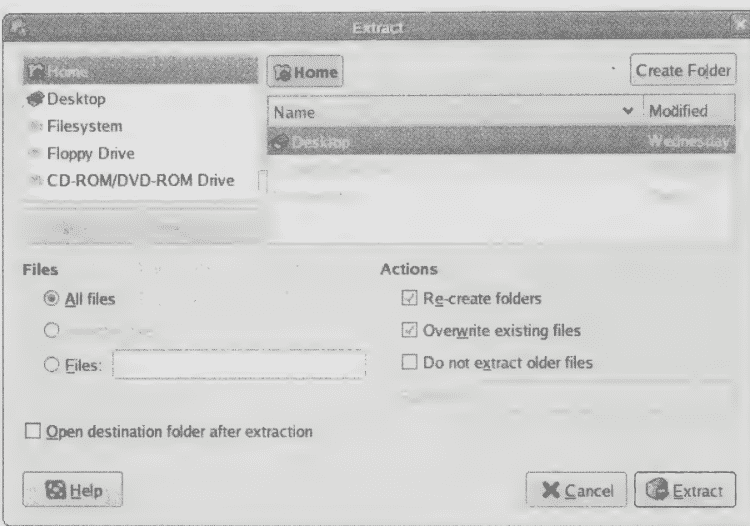 Extract
Home
Desktop
Filesystem
Floppy Drive
CD-ROM/DVD-ROM Drive
Home
Create Folder
Name
Modified
Desktop
Wednesday
Files
All files
Files:
Actions
Re-create folders
Overwrite existing files
Do not extract older files
Open destination folder after extraction
Help
Cancel
Extract